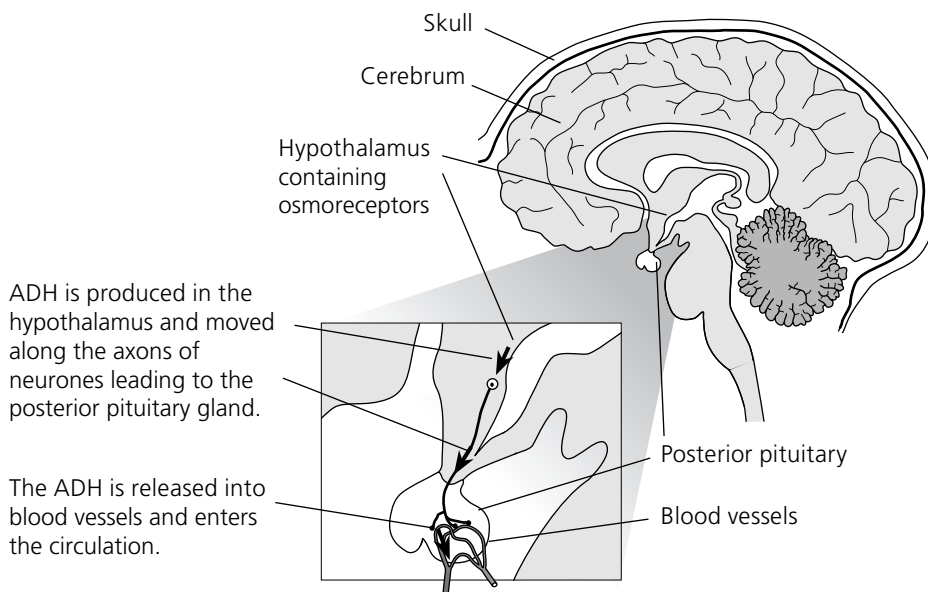 Skull
Cerebrum
Hypothalamus
containing
osmoreceptors
ADH is produced in the
hypothalamus and moved
along the axons of
neurones leading to the
posterior pituitary gland.
Posterior pituitary
The ADH is released into
blood vessels and enters
the circulation.
Blood vessels